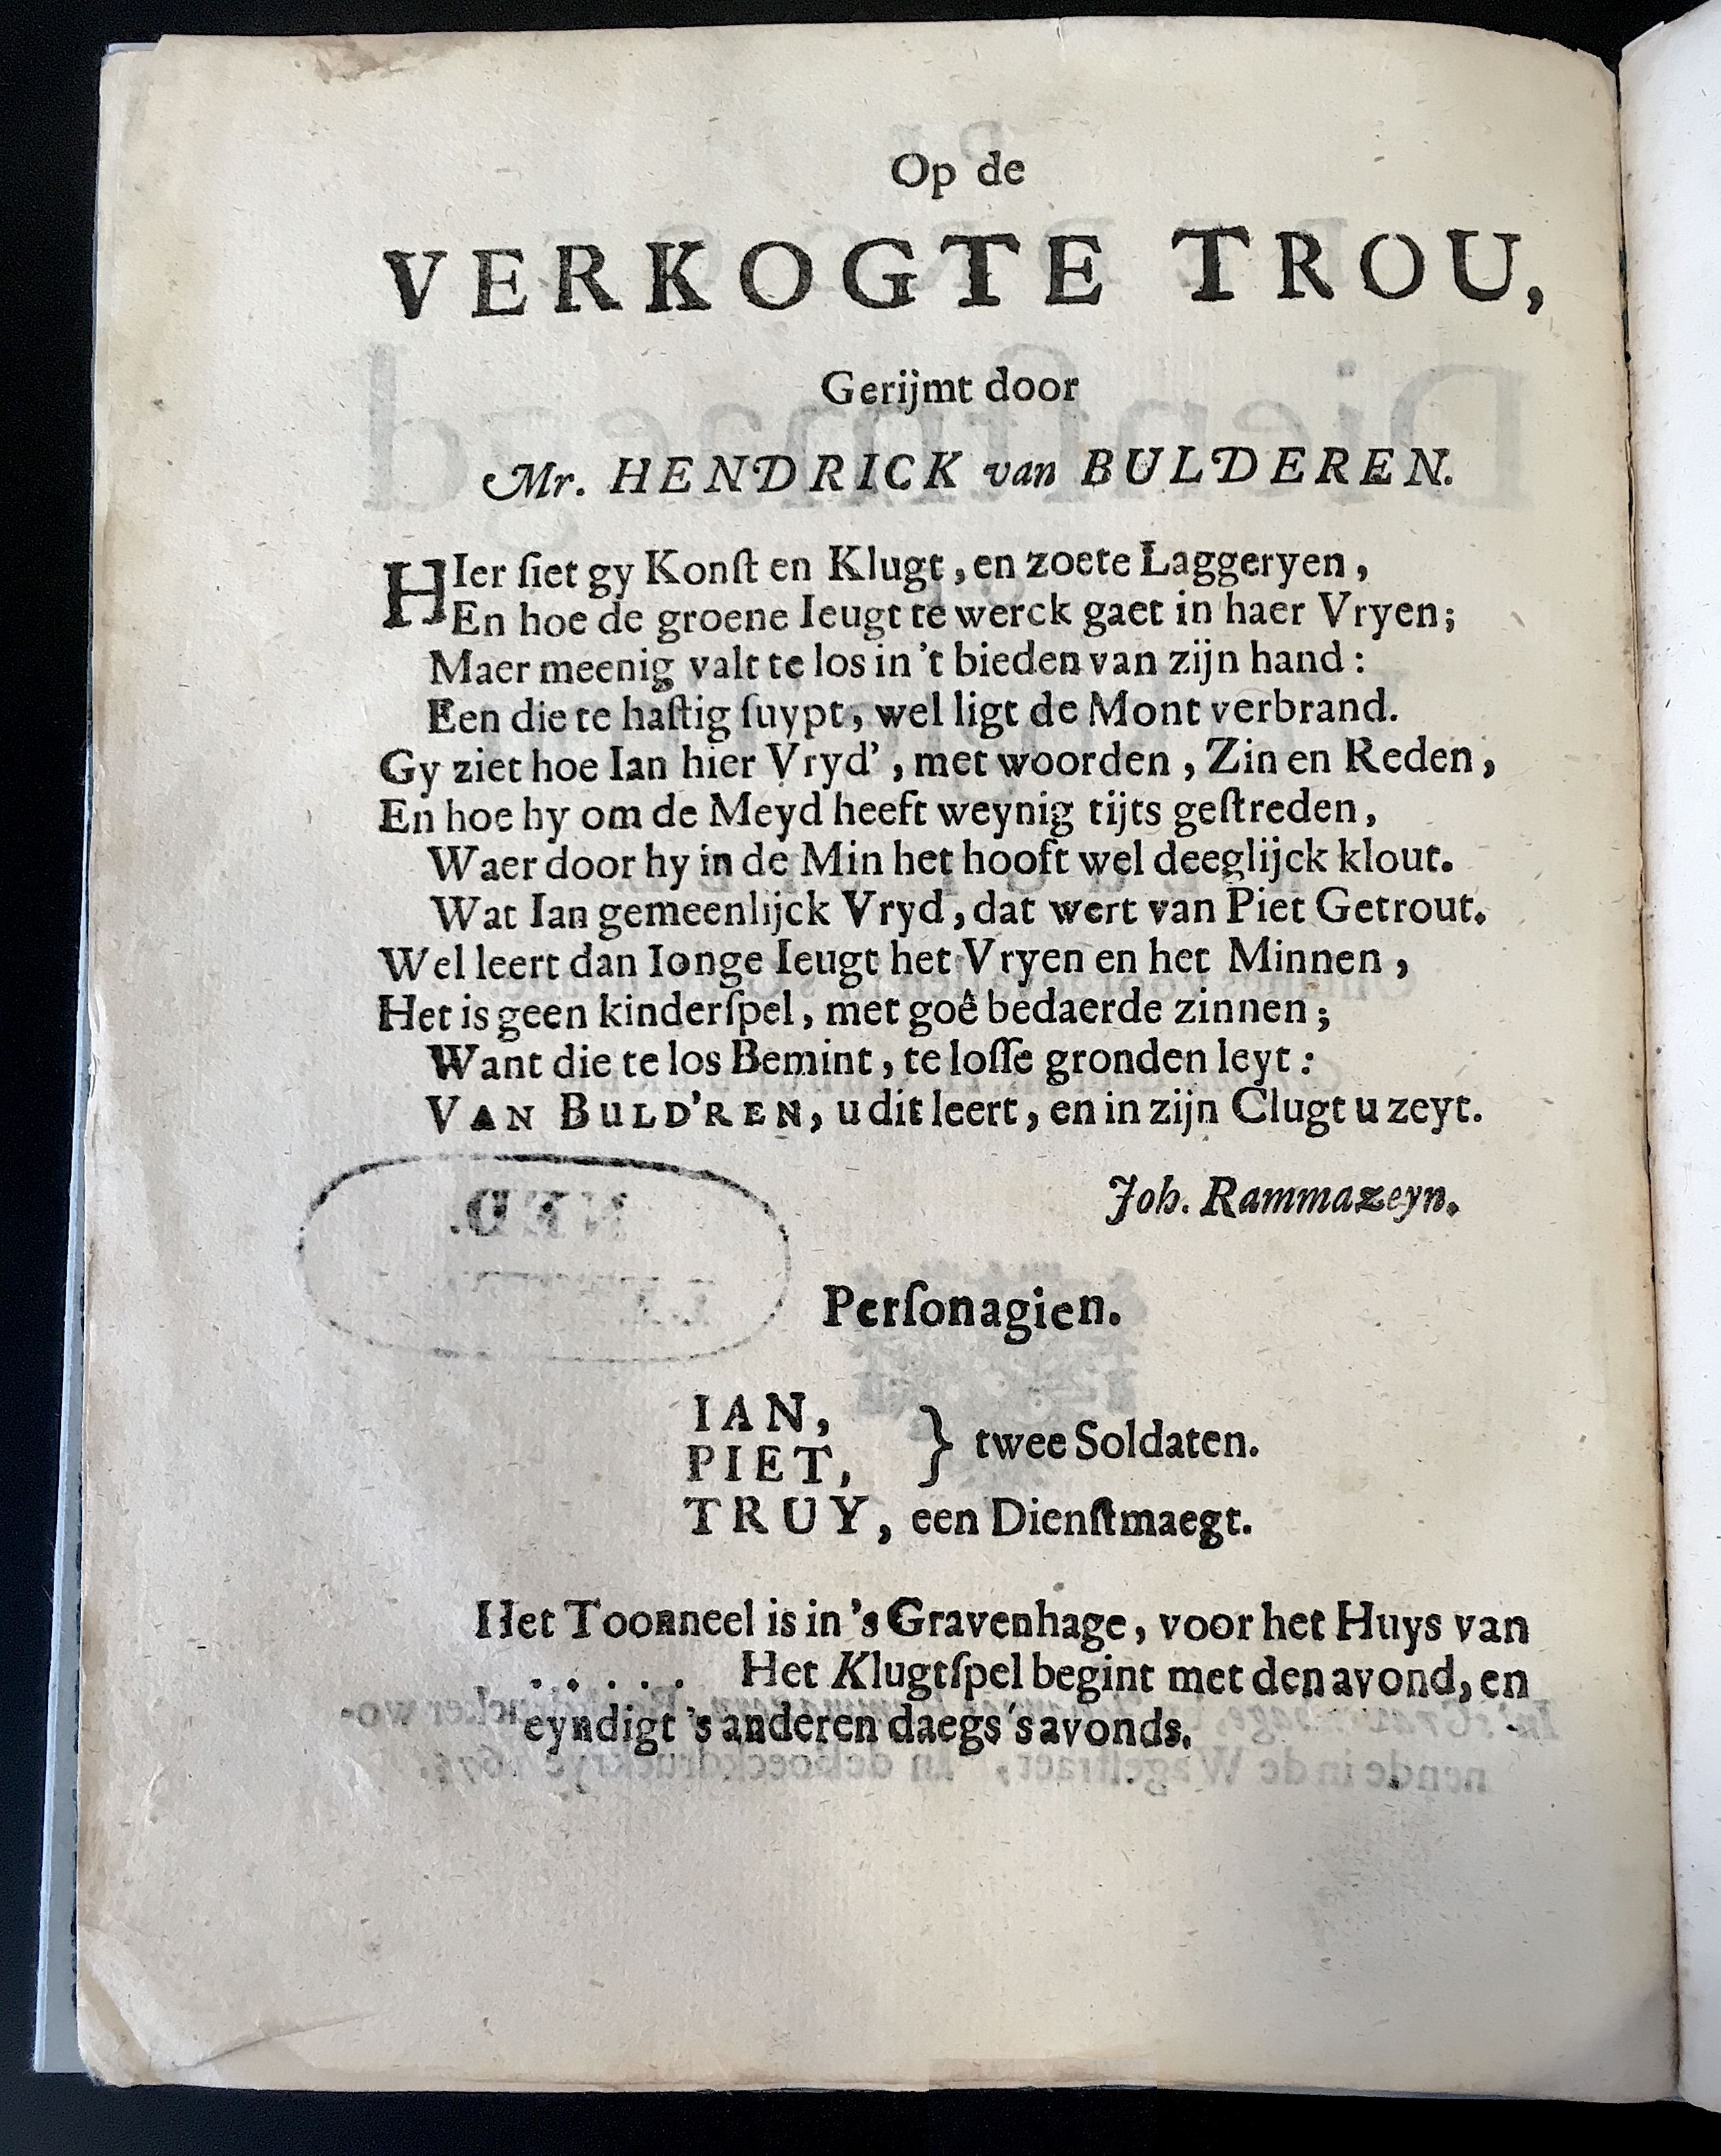 Op de
VERKOGTE TROU,
Gerijmt door
Mr. HENDRICK van BULDEREN.
HIer ſiet gy Konſt en Klugt, en zoete Laggeryen,
En hoe de groene Ieugt te werck gaet in haer Vryen;
Maer meenig valt te los in 't bieden van zijn hand:
Een die te haſtig ſuypt, wel ligt de Mont verbrand.
Gy ziet hoe Ian hier Vryd', met woorden, Zin en Reden,
En hoe hy om de Meyd heeft weynig tijts geſtreden,
Waer door hy in de Min het hooft wel deeglijck klout.
Wat Ian gemeenlijck Vryd, dat wert van Piet Getrout.
Wel leert dan Ionge Ieugt het Vryen en het Minnen,
Het is geen kinderſpel, met goê bedaerde zinnen;
Want die te los Bemint, te loſſe gronden leyt:
VAN BULD'REN, u dit leert, en in zijn Clugt u zeyt.
Joh. Rammazeyn.
Perſonagien.
IAN,
PIET, } twee Soldaten.
TRUY, een Dienſtmaegt.
Het Toonneel is in 's Gravenhage, voor het Huys van
. . . . . Het Klugtſpel begint met den avond, en
eyndigt 's anderen daegs 's avonds.